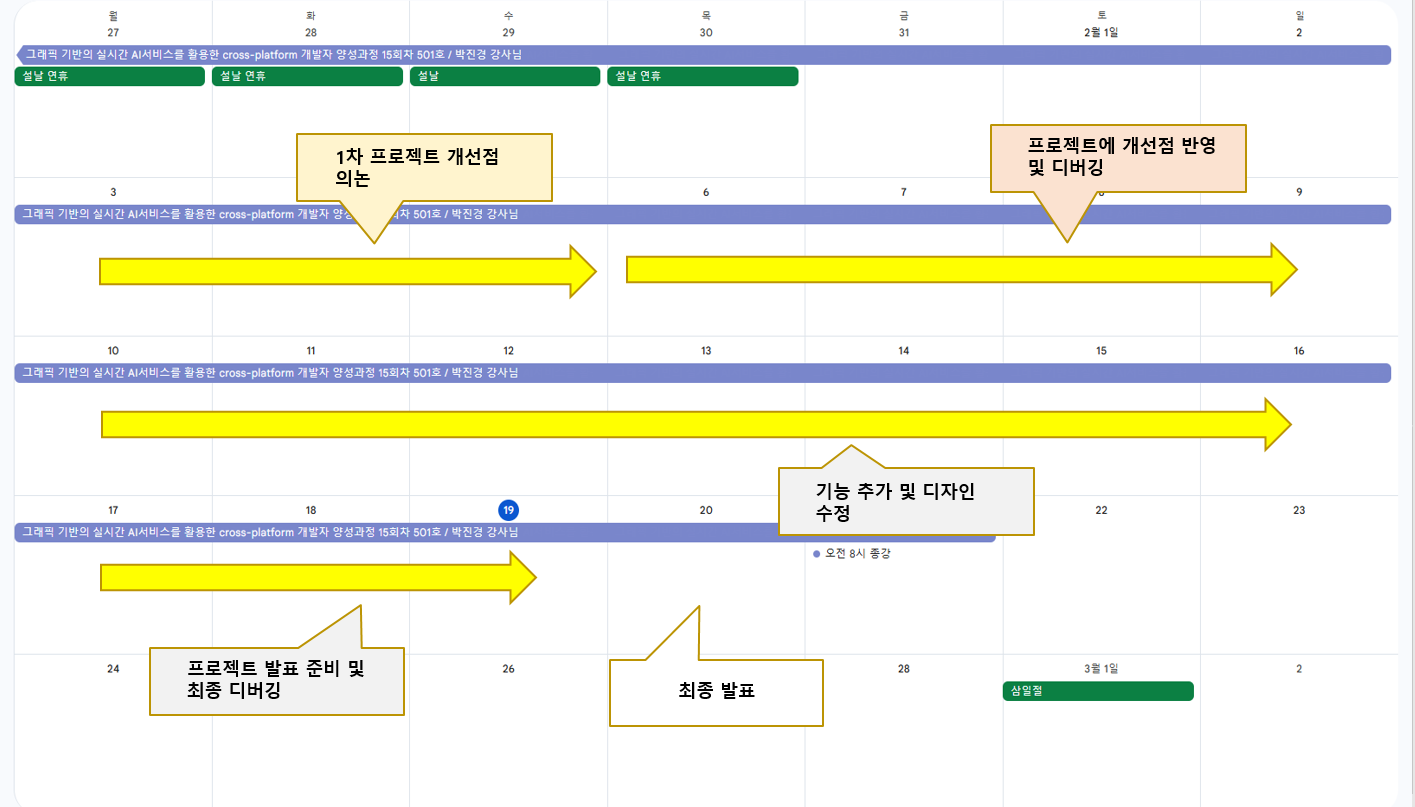 월 화 수 목 금 토 일
27 28 29 30 31 2월 1일 2
그래픽 기반의 실시간 AI서비스를 활용한 cross-platform 개발자 양성과정 15회차 501호 / 박진경 강사님
설날 연휴 설날 연휴 설날 설날 연휴
1차 프로젝트 개선점
의논
프로젝트에 개선점 반영
및 디버깅
3 6 7 9
그래픽 기반의 실시간 AI서비스를 활용한 cross-platform 개발자 양 회차 501호 / 박진경 강사님
10 11 12 13 14 15 16
그래픽 기반의 실시간 AI서비스를 활용한 cross-platform 개발자 양성과정 15회차 501호 / 박진경 강사님
기능 추가 및 디자인
수정
17 18 19 20 22 23
그래픽 기반의 실시간 AI서비스를 활용한 cross-platform 개발자 양성과정 15회차 501호 / 박진경 강사님
오전 8시 종강
프로젝트 발표 준비 및
최종 디버깅
최종 발표
24 26 28 3월 1일 2
삼일절